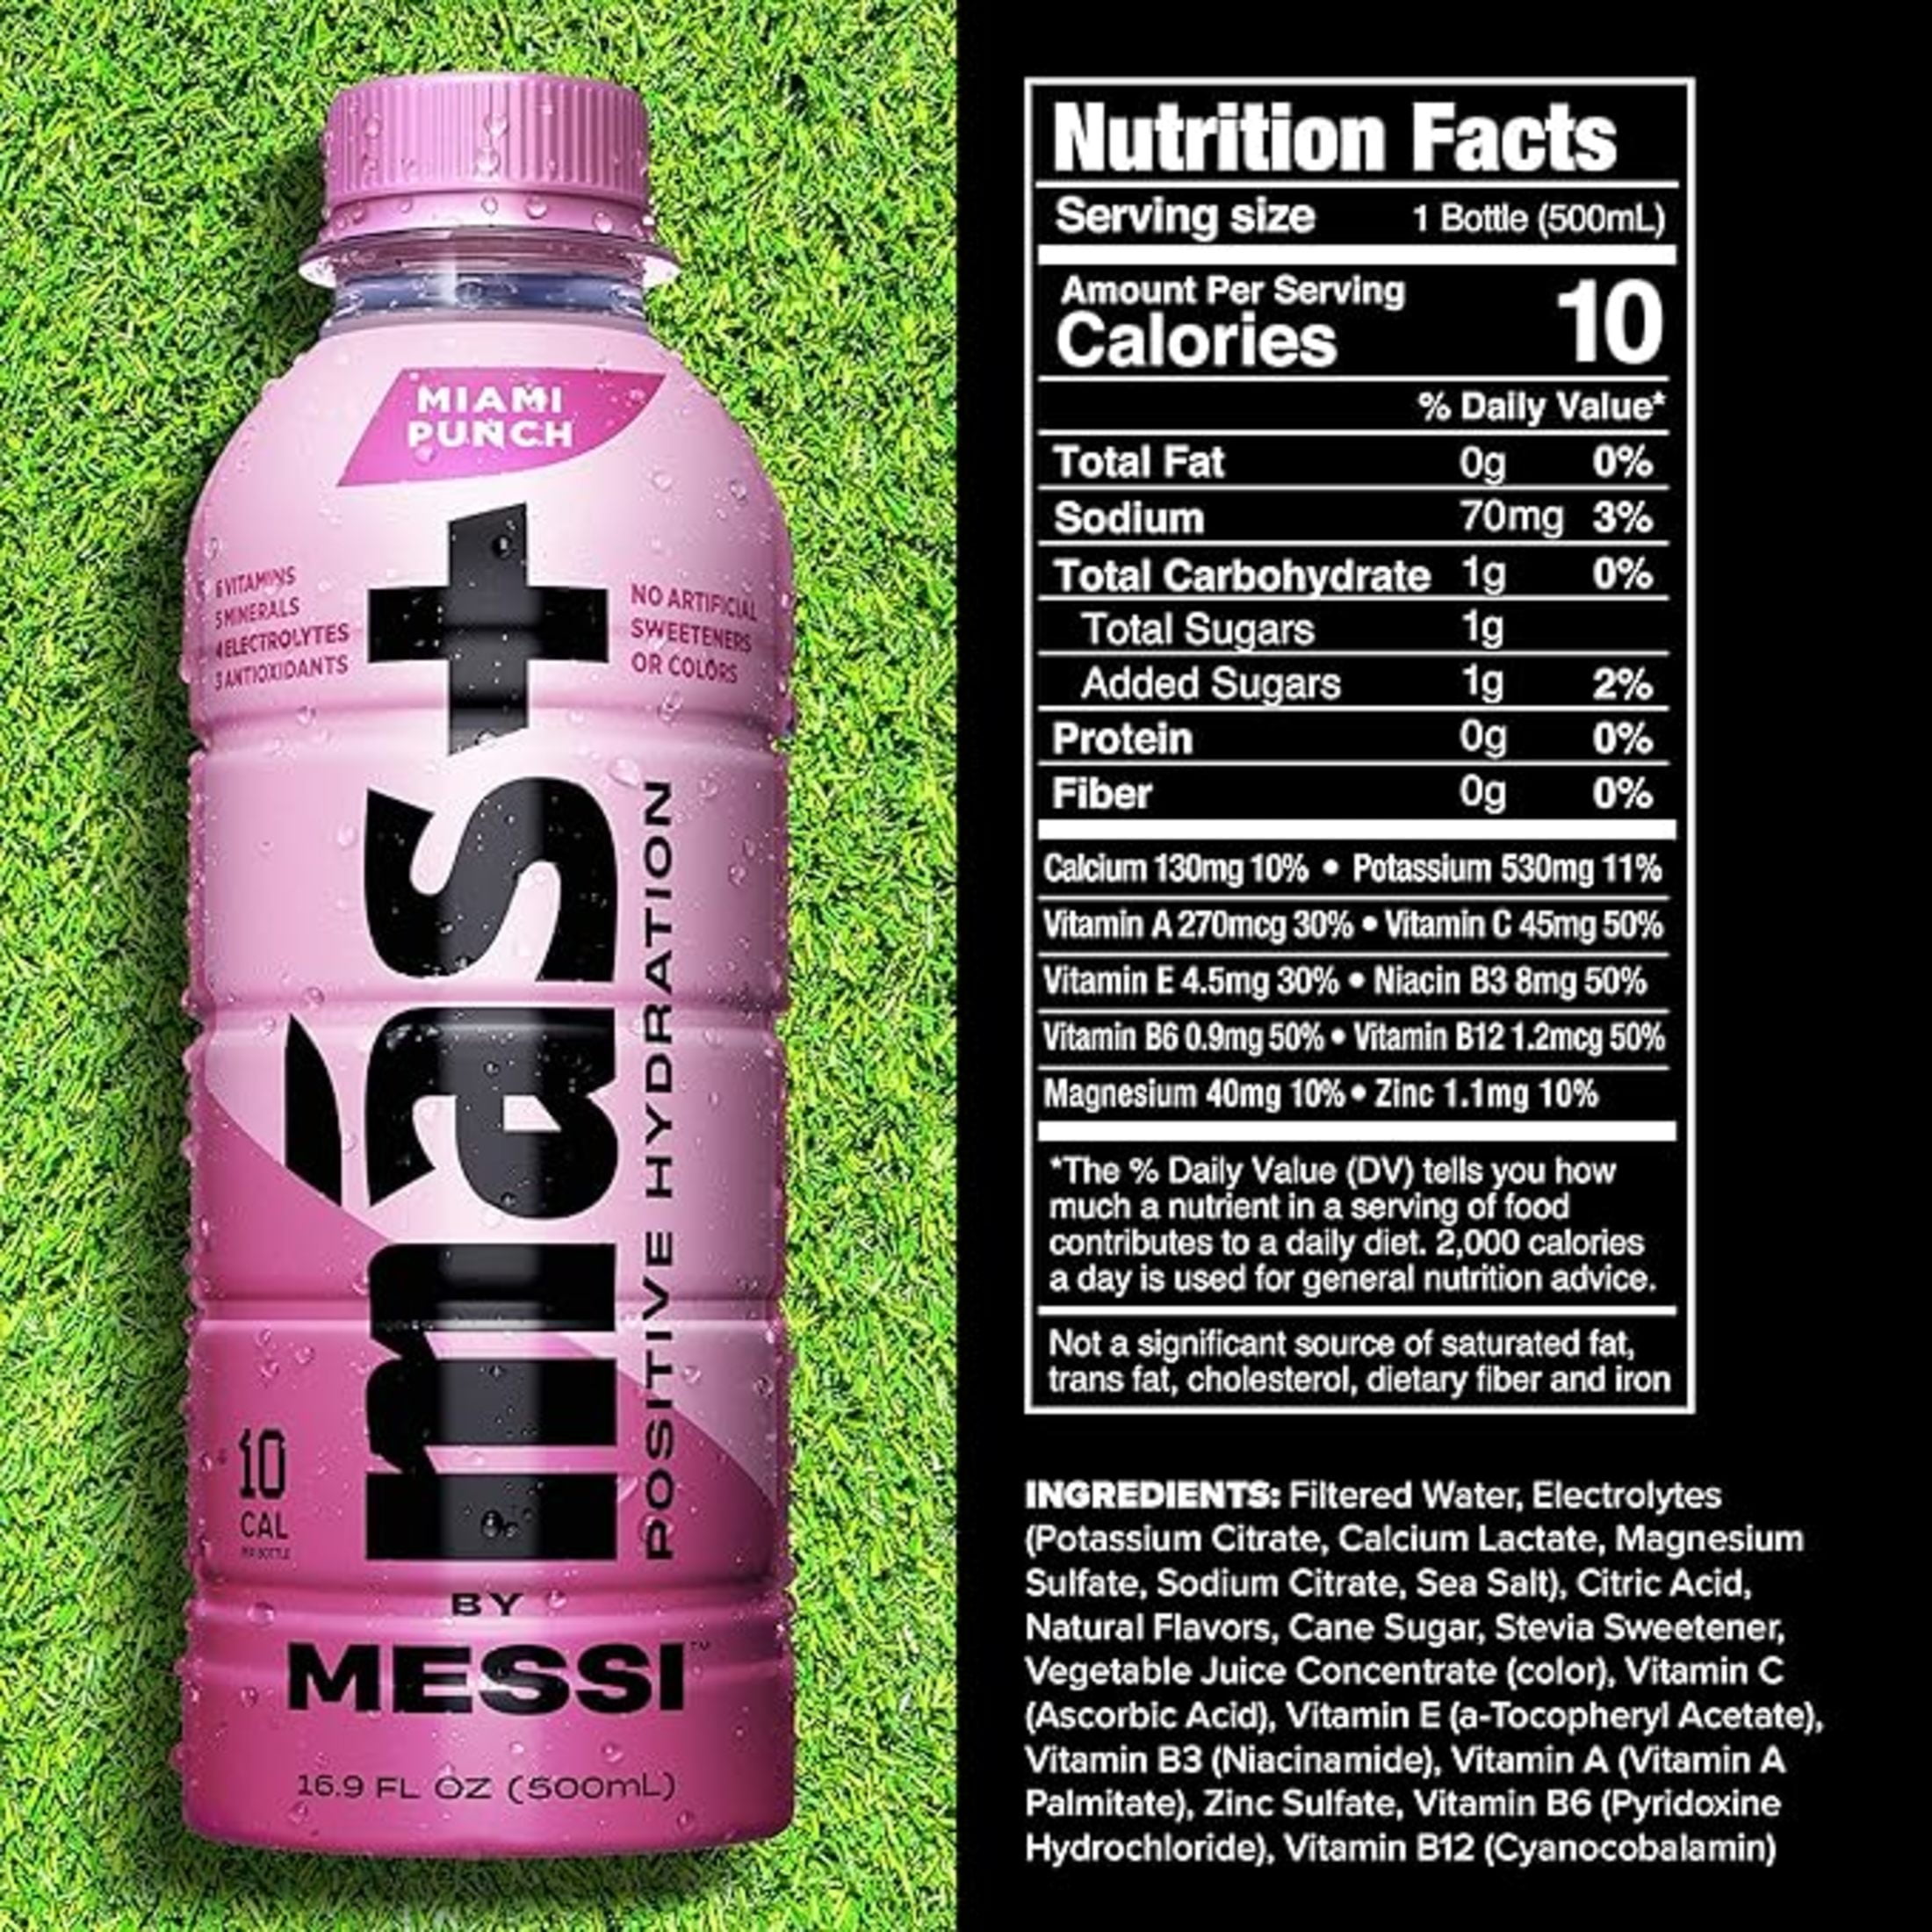 MIAMI
PUNCH
6 VITAMINS
5 MINERALS
4 ELECTROLYTES
3 ANTIOXIDANTS
NO ARTIFICIAL
SWEETENERS
OR COLORS
más+
POSITIVE HYDRATION
10
CAL
PER BOTTLE
BY
MESSI™
16.9 FL OZ (500mL)
Nutrition Facts
Serving size 1 Bottle (500mL)
Amount Per Serving
Calories 10
% Daily Value*
Total Fat 0g 0%
Sodium 70mg 3%
Total Carbohydrate 1g 0%
Total Sugars 1g
Added Sugars 1g 2%
Protein 0g 0%
Fiber 0g 0%
Calcium 130mg 10% • Potassium 530mg 11%
Vitamin A 270mcg 30% • Vitamin C 45mg 50%
Vitamin E 4.5mg 30% • Niacin B3 8mg 50%
Vitamin B6 0.9mg 50% • Vitamin B12 1.2mcg 50%
Magnesium 40mg 10% • Zinc 1.1mg 10%
*The % Daily Value (DV) tells you how
much a nutrient in a serving of food
contributes to a daily diet. 2,000 calories
a day is used for general nutrition advice.
Not a significant source of saturated fat,
trans fat, cholesterol, dietary fiber and iron
INGREDIENTS: Filtered Water, Electrolytes
(Potassium Citrate, Calcium Lactate, Magnesium
Sulfate, Sodium Citrate, Sea Salt), Citric Acid,
Natural Flavors, Cane Sugar, Stevia Sweetener,
Vegetable Juice Concentrate (color), Vitamin C
(Ascorbic Acid), Vitamin E (a-Tocopheryl Acetate),
Vitamin B3 (Niacinamide), Vitamin A (Vitamin A
Palmitate), Zinc Sulfate, Vitamin B6 (Pyridoxine
Hydrochloride), Vitamin B12 (Cyanocobalamin)